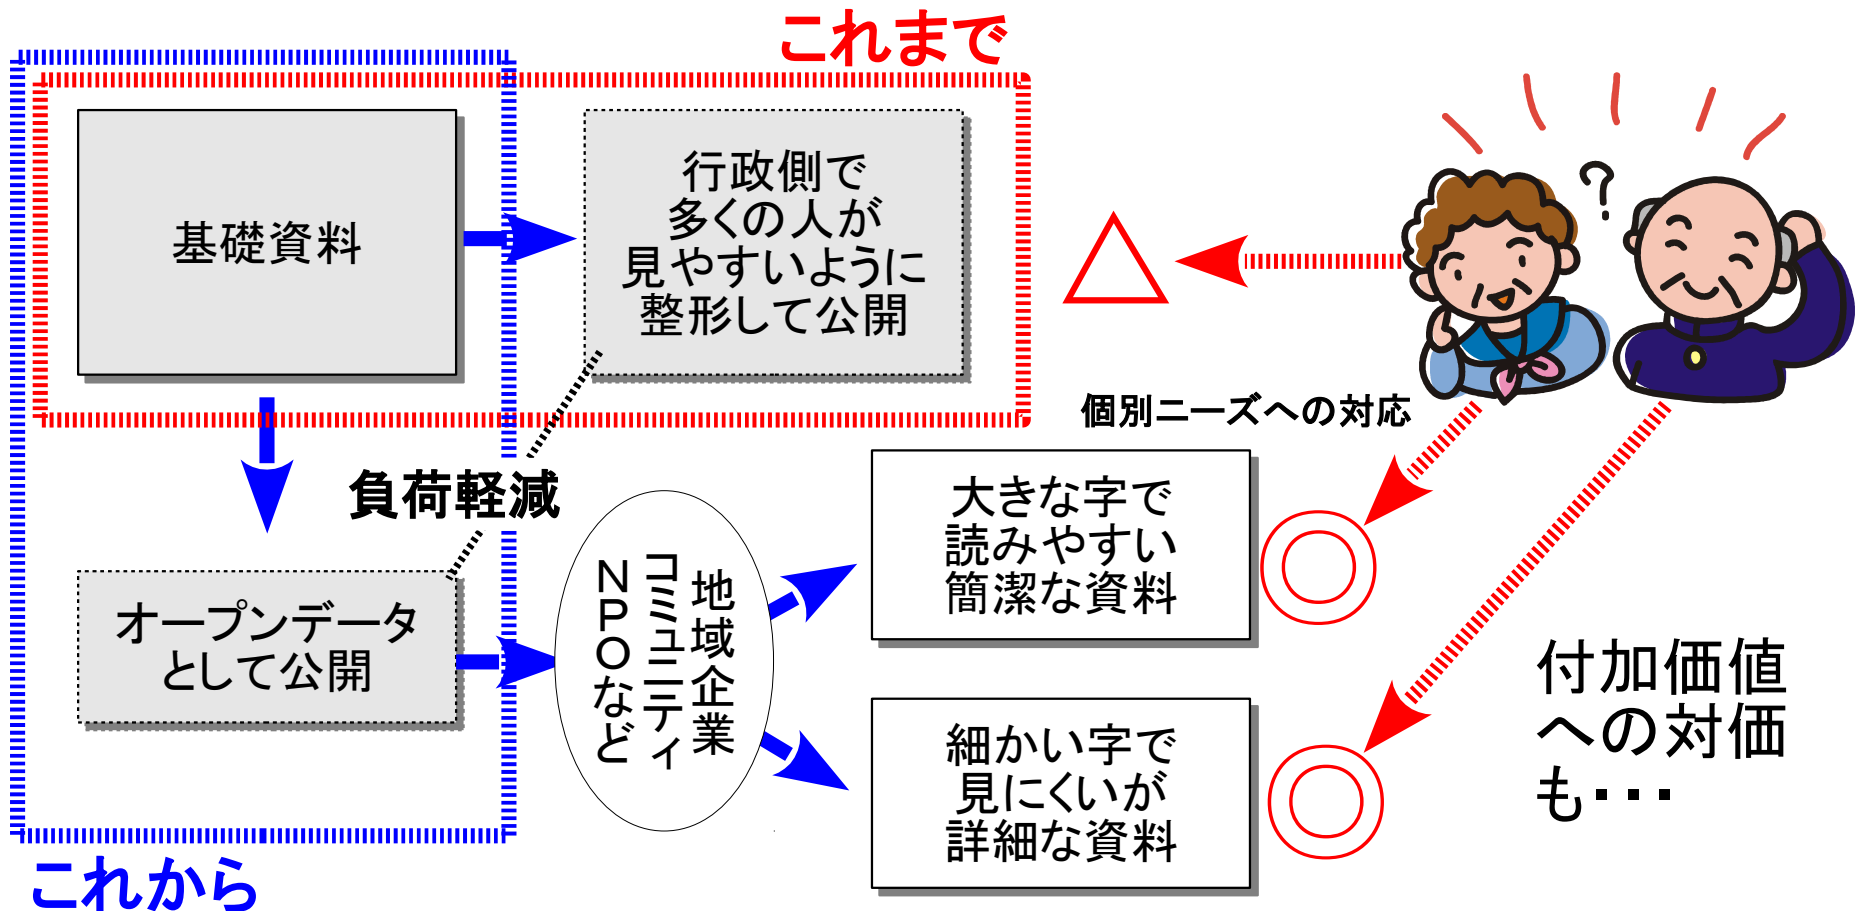 これまで
基礎資料
行政側で
多くの人が
見やすいように
整形して公開
？
個別ニーズへの対応
負荷軽減
オープンデータ
として公開
地域企業
コミュニティ
ＮＰＯなど
大きな字で
読みやすい
簡潔な資料
細かい字で
見にくいが
詳細な資料
付加価値
への対価
も・・・
これから